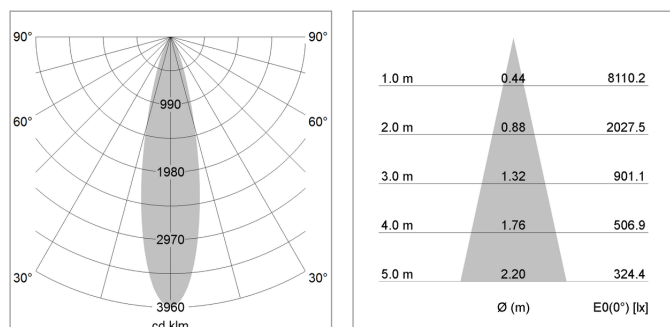 90° 90°
990
60° 60°
1980
2970
30° 30°
3960
cd klm
1.0 m 0.44 8110.2
2.0 m 0.88 2027.5
3.0 m 1.32 901.1
4.0 m 1.76 506.9
5.0 m 2.20 324.4
Ø (m) E0(0°) [lx]